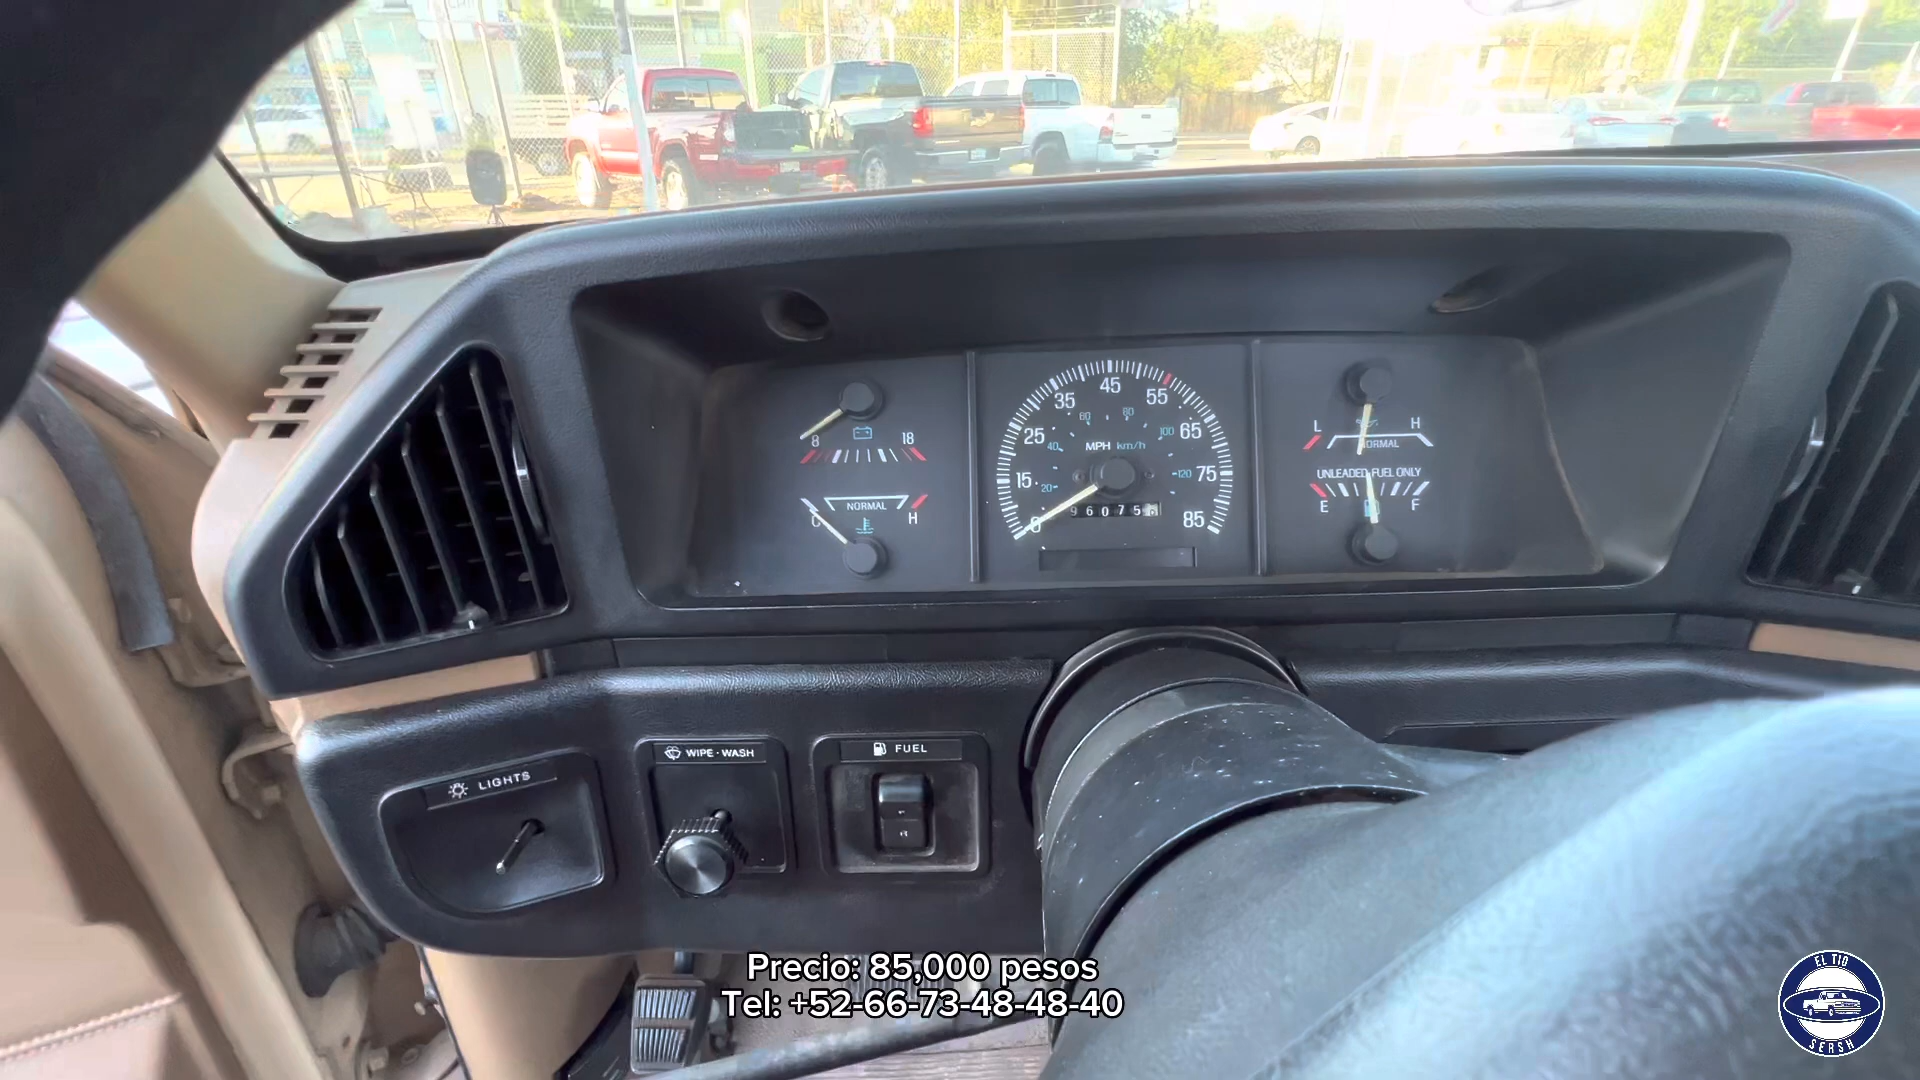 8 18
NORMAL
C H
0 15 25 35 45 55 65 75 85
20 40 60 80 100 120
MPH km/h
96075
L H
NORMAL
UNLEADED FUEL ONLY
E F
LIGHTS
WIPE·WASH
FUEL
Precio: 85,000 pesos
Tel: +52-66-73-48-48-40
EL TIO
SERSH